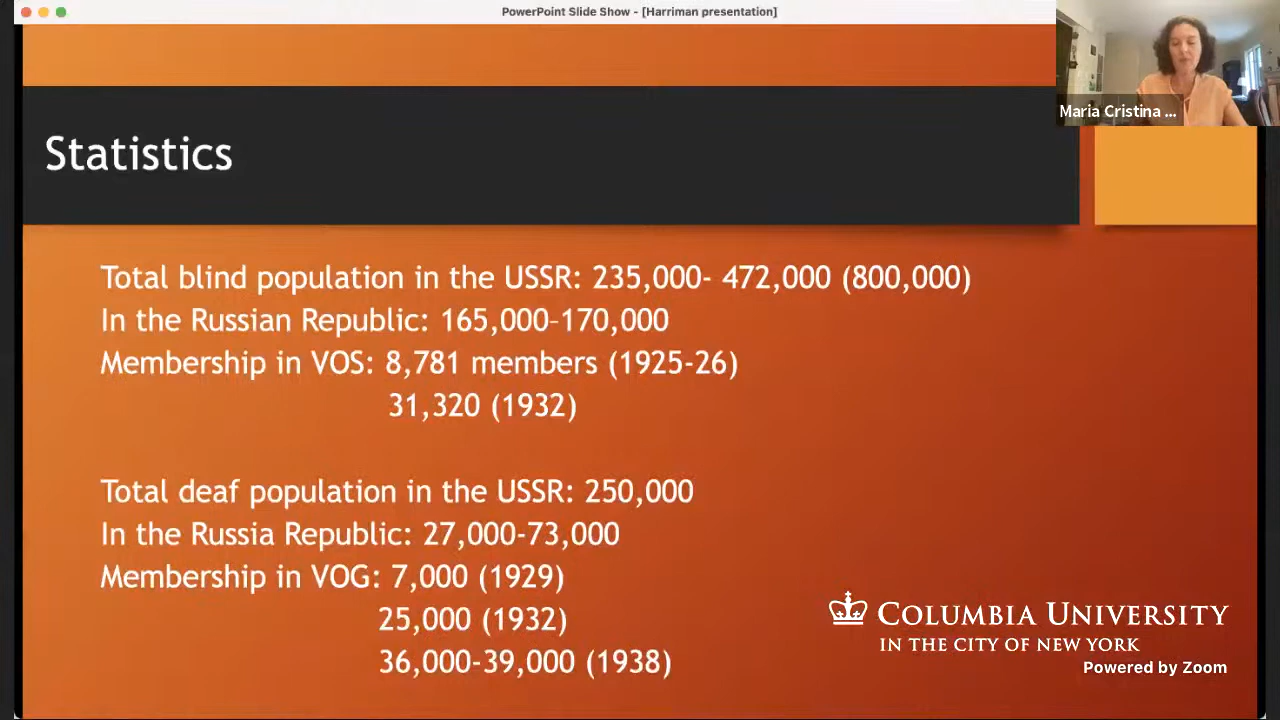 PowerPoint Slide Show - [Harriman presentation]
Maria Cristina ...
Statistics
Total blind population in the USSR: 235,000- 472,000 (800,000)
In the Russian Republic: 165,000–170,000
Membership in VOS: 8,781 members (1925-26)
31,320 (1932)
Total deaf population in the USSR: 250,000
In the Russia Republic: 27,000-73,000
Membership in VOG: 7,000 (1929)
25,000 (1932)
36,000-39,000 (1938)
COLUMBIA UNIVERSITY
IN THE CITY OF NEW YORK
Powered by Zoom